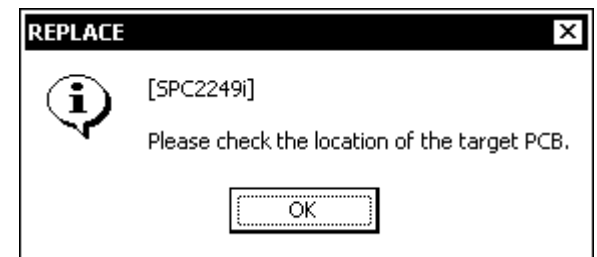 REPLACE
[SPC2249i]
Please check the location of the target PCB.
OK